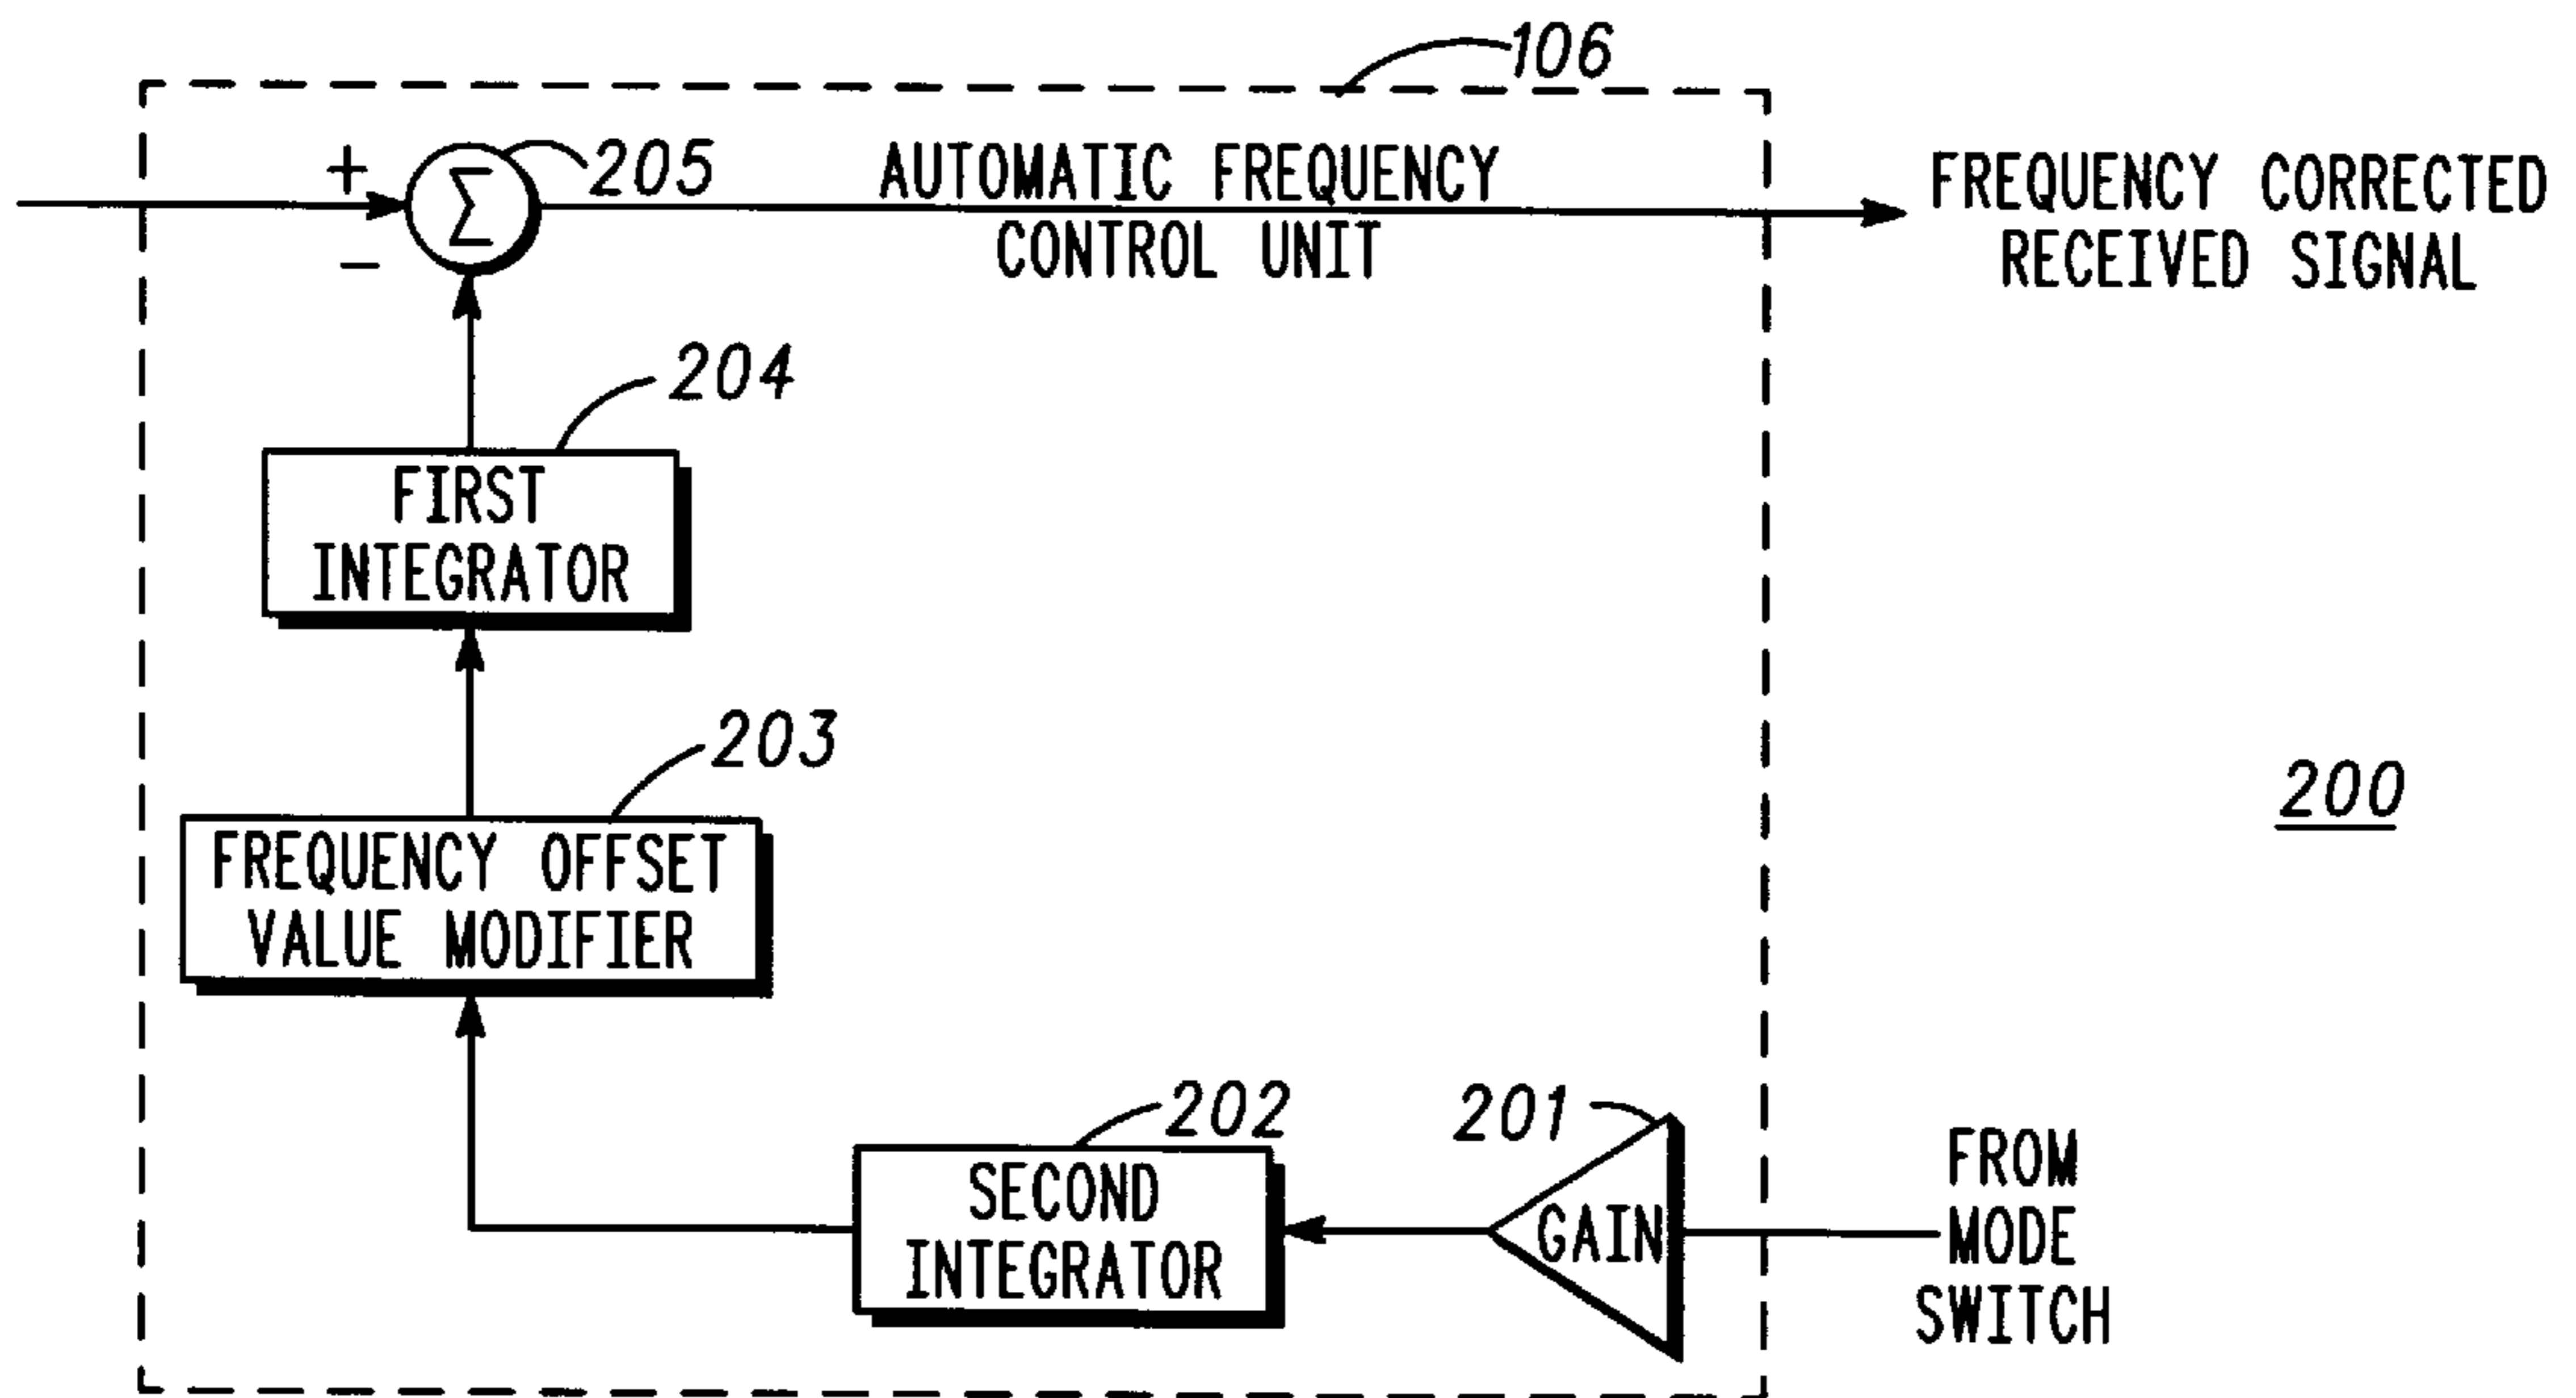 106
+
Σ
205
−
AUTOMATIC FREQUENCY
CONTROL UNIT
FREQUENCY CORRECTED
RECEIVED SIGNAL
204
FIRST
INTEGRATOR
203
FREQUENCY OFFSET
VALUE MODIFIER
200
202
SECOND
INTEGRATOR
201
GAIN
FROM
MODE
SWITCH